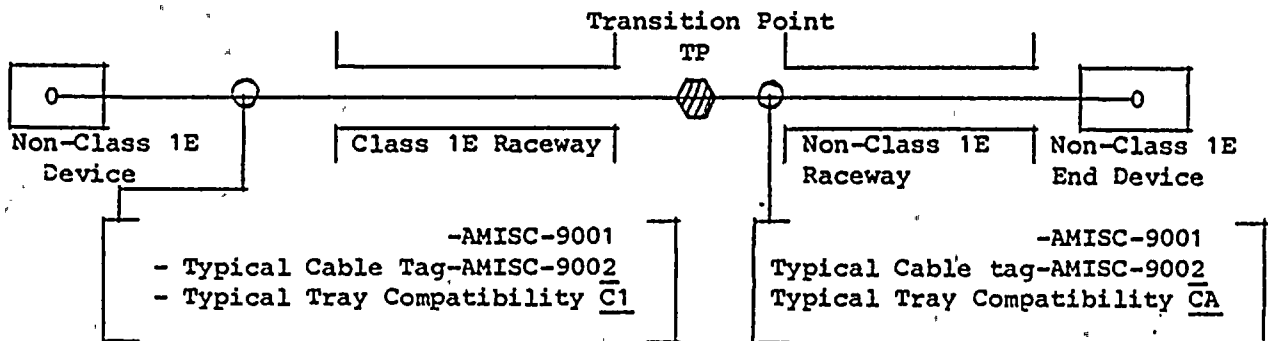 Transition Point
TP
Non-Class 1E
Device
Class 1E Raceway
Non-Class 1E
Raceway
Non-Class 1E
End Device
-AMISC-9001
- Typical Cable Tag-AMISC-9002
- Typical Tray Compatibility C1
-AMISC-9001
Typical Cable tag-AMISC-9002
Typical Tray Compatibility CA